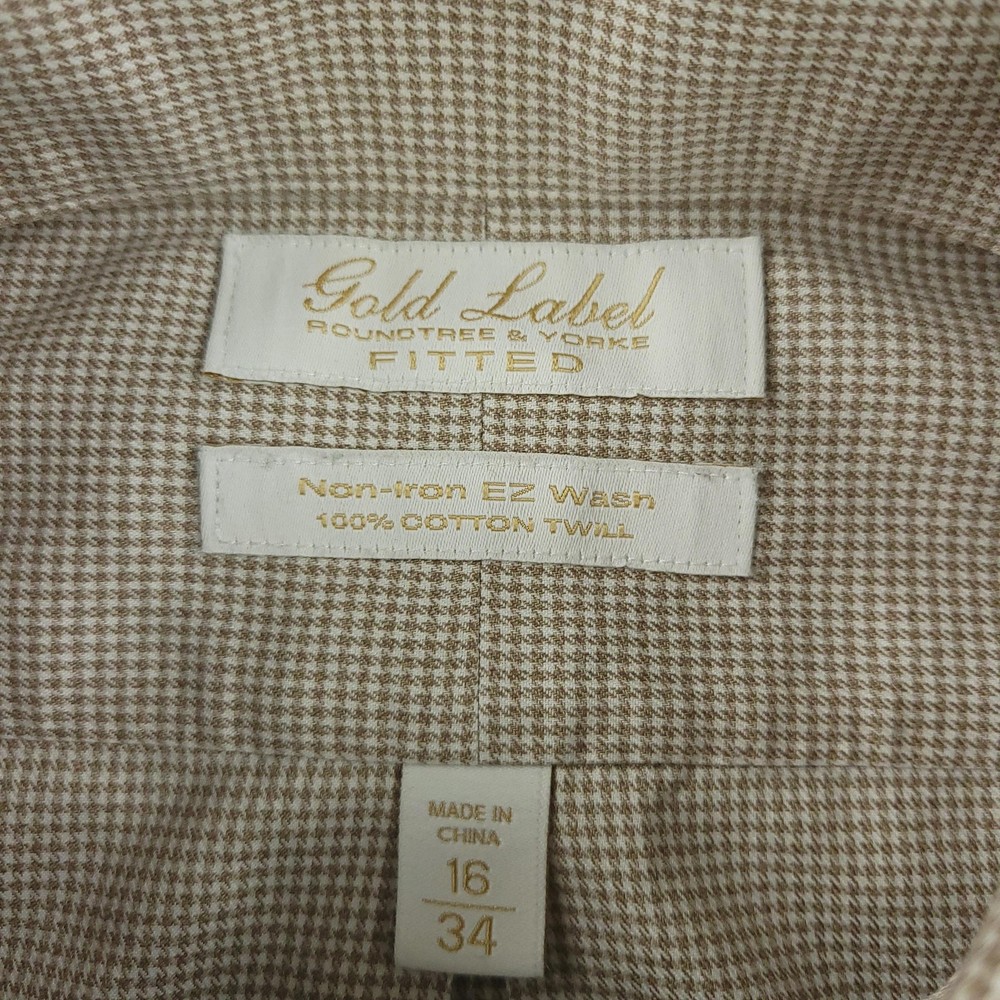 Gold Label
ROUNDTREE & YORKE
FITTED
Non-Iron EZ Wash
100% COTTON TWILL
MADE IN
CHINA
16
34